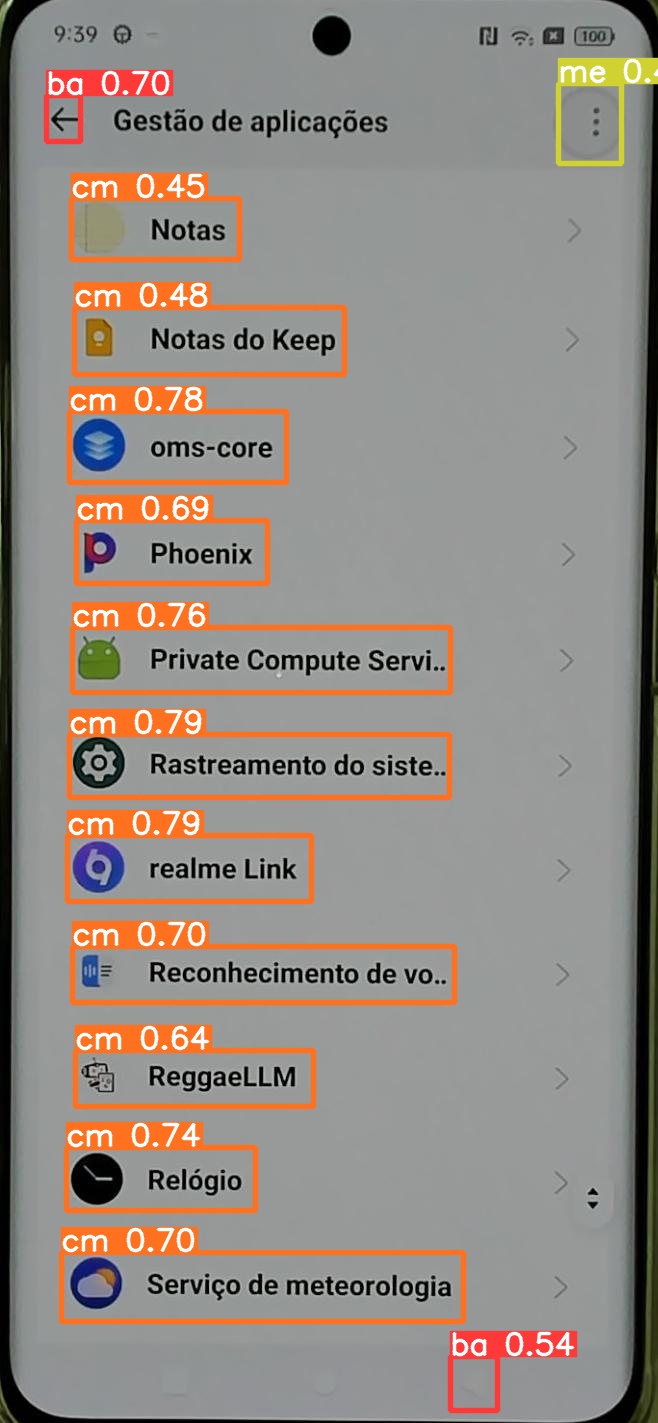 9:39 100
ba 0.70
me 0.4
Gestão de aplicações
cm 0.45
Notas
cm 0.48
Notas do Keep
cm 0.78
oms-core
cm 0.69
Phoenix
cm 0.76
Private Compute Servi..
cm 0.79
Rastreamento do siste..
cm 0.79
realme Link
cm 0.70
Reconhecimento de vo..
cm 0.64
ReggaeLLM
cm 0.74
Relógio
cm 0.70
Serviço de meteorologia
ba 0.54